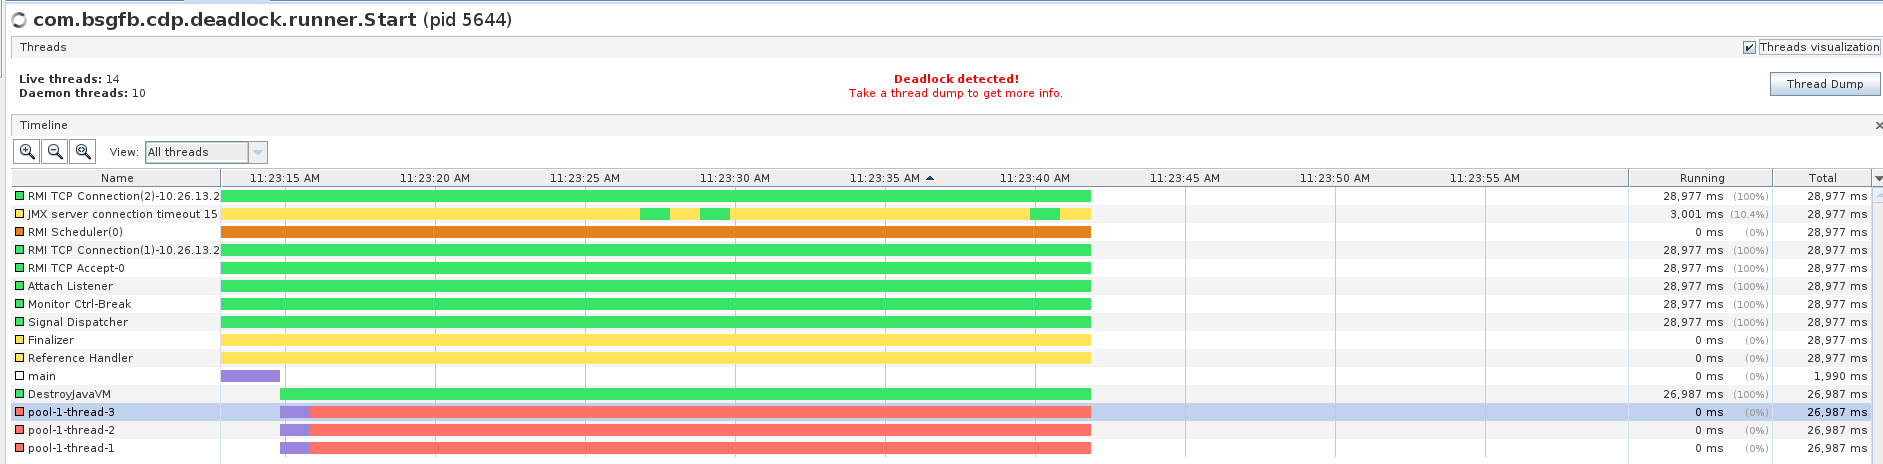 com.bsgfb.cdp.deadlock.runner.Start (pid 5644)
Threads
Threads visualization
Live threads: 14
Daemon threads: 10
Deadlock detected!
Take a thread dump to get more info.
Thread Dump
Timeline
View: All threads
Name 11:23:15 AM 11:23:20 AM 11:23:25 AM 11:23:30 AM 11:23:35 AM 11:23:40 AM 11:23:45 AM 11:23:50 AM 11:23:55 AM Running Total
RMI TCP Connection(2)-10.26.13.2 28,977 ms (100%) 28,977 ms
JMX server connection timeout 15 3,001 ms (10.4%) 28,977 ms
RMI Scheduler(0) 0 ms (0%) 28,977 ms
RMI TCP Connection(1)-10.26.13.2 28,977 ms (100%) 28,977 ms
RMI TCP Accept-0 28,977 ms (100%) 28,977 ms
Attach Listener 28,977 ms (100%) 28,977 ms
Monitor Ctrl-Break 28,977 ms (100%) 28,977 ms
Signal Dispatcher 28,977 ms (100%) 28,977 ms
Finalizer 0 ms (0%) 28,977 ms
Reference Handler 0 ms (0%) 28,977 ms
main 0 ms (0%) 1,990 ms
DestroyJavaVM 26,987 ms (100%) 26,987 ms
pool-1-thread-3 0 ms (0%) 26,987 ms
pool-1-thread-2 0 ms (0%) 26,987 ms
pool-1-thread-1 0 ms (0%) 26,987 ms